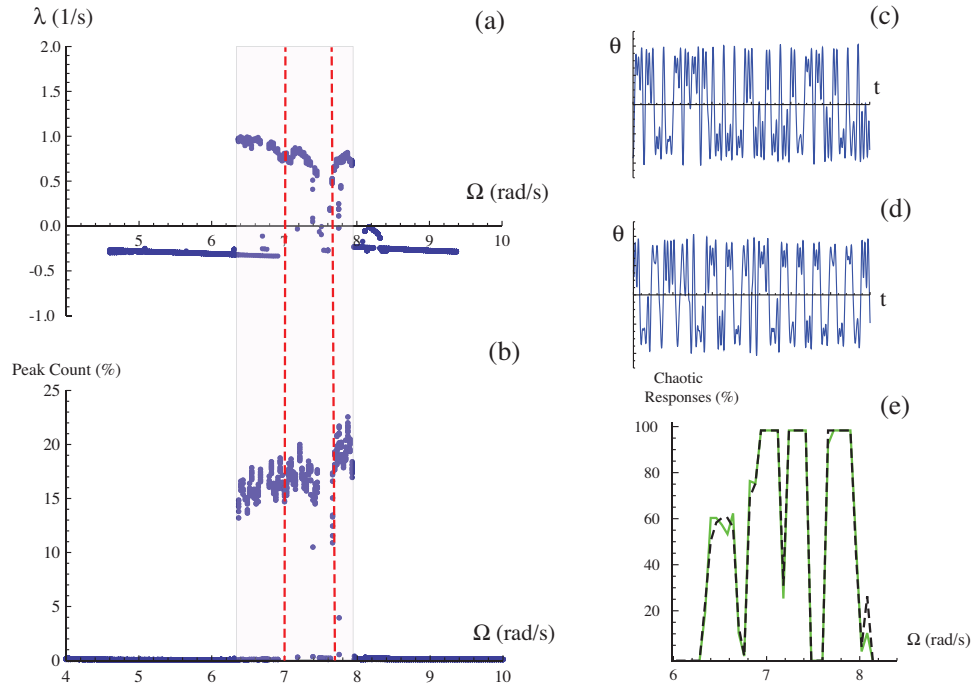 λ (1/s)
(a)
2.0
1.5
1.0
0.5
0.0
-0.5
-1.0
5 6 7 8 9 10
Ω (rad/s)
(b)
Peak Count (%)
25
20
15
10
5
0
4 5 6 7 8 9 10
Ω (rad/s)
(c)
θ
t
(d)
θ
t
(e)
Chaotic
Responses (%)
100
80
60
40
20
6 7 8
Ω (rad/s)